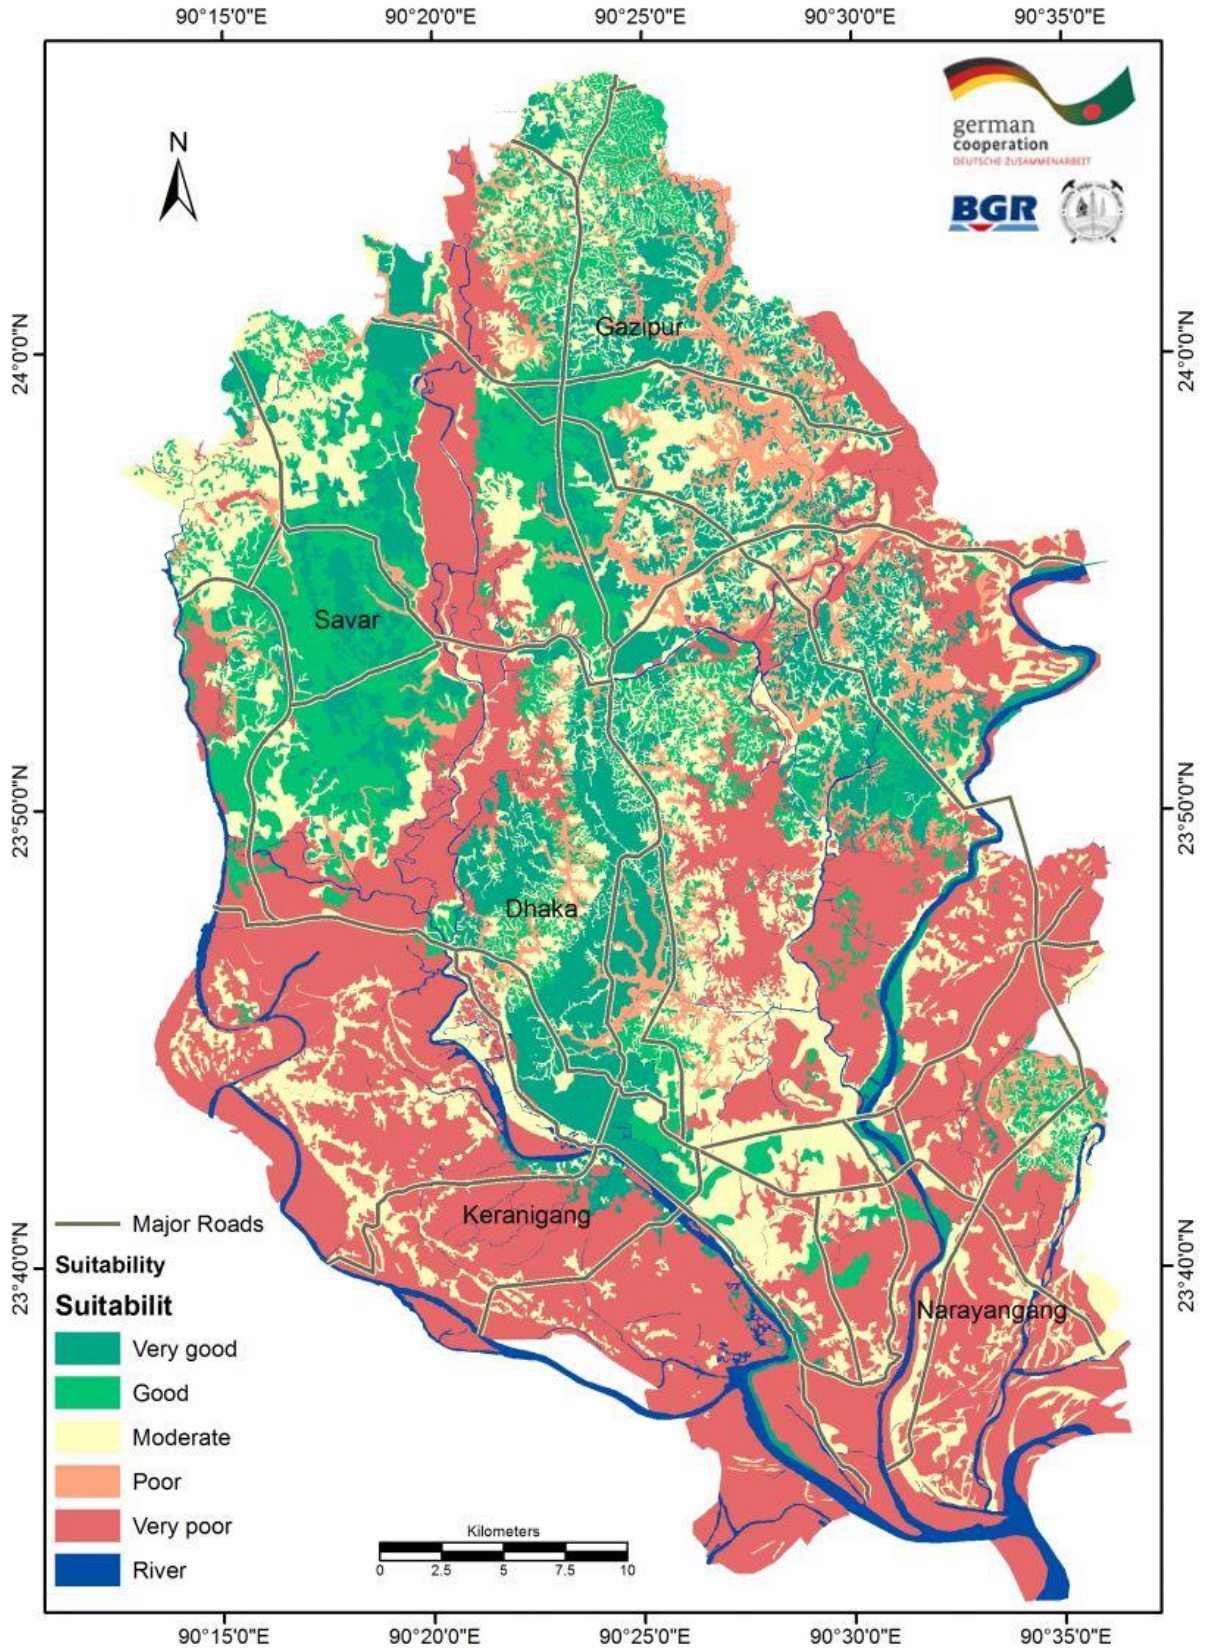 90°15'0"E 90°20'0"E 90°25'0"E 90°30'0"E 90°35'0"E
german
cooperation
DEUTSCHE ZUSAMMENARBEIT
N
BGR
Gazipur
24°0'0"N
24°0'0"N
Savar
23°50'0"N
23°50'0"N
Dhaka
Keranigang
Major Roads
Suitability
23°40'0"N
23°40'0"N
Suitabilit
Narayangang
Very good
Good
Moderate
Poor
Very poor
River
Kilometers
0 2.5 5 7.5 10
90°15'0"E 90°20'0"E 90°25'0"E 90°30'0"E 90°35'0"E